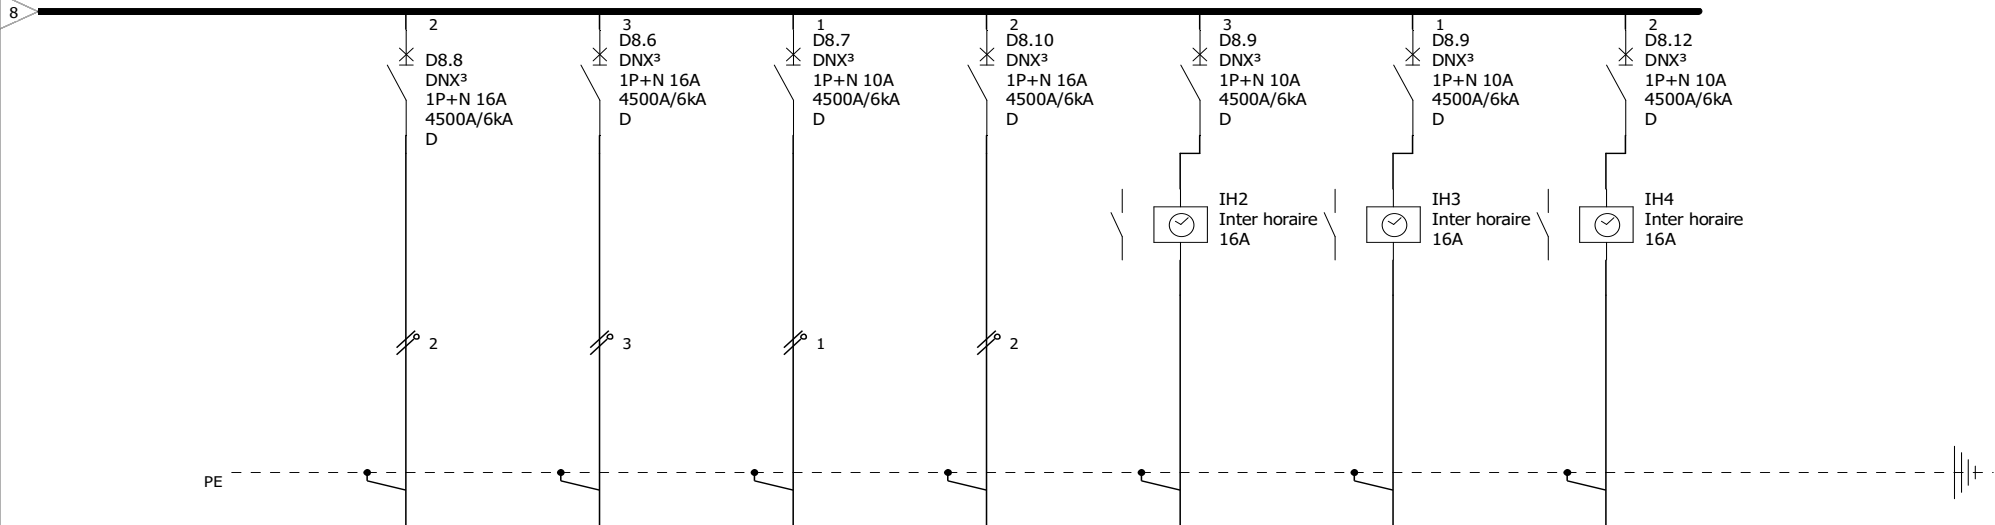 8
2
D8.8
DNX³
1P+N 16A
4500A/6kA
D
3
D8.6
DNX³
1P+N 16A
4500A/6kA
D
1
D8.7
DNX³
1P+N 10A
4500A/6kA
D
2
D8.10
DNX³
1P+N 16A
4500A/6kA
D
3
D8.9
DNX³
1P+N 10A
4500A/6kA
D
1
D8.9
DNX³
1P+N 10A
4500A/6kA
D
2
D8.12
DNX³
1P+N 10A
4500A/6kA
D
IH2
Inter horaire
16A
IH3
Inter horaire
16A
IH4
Inter horaire
16A
2
3
1
2
PE